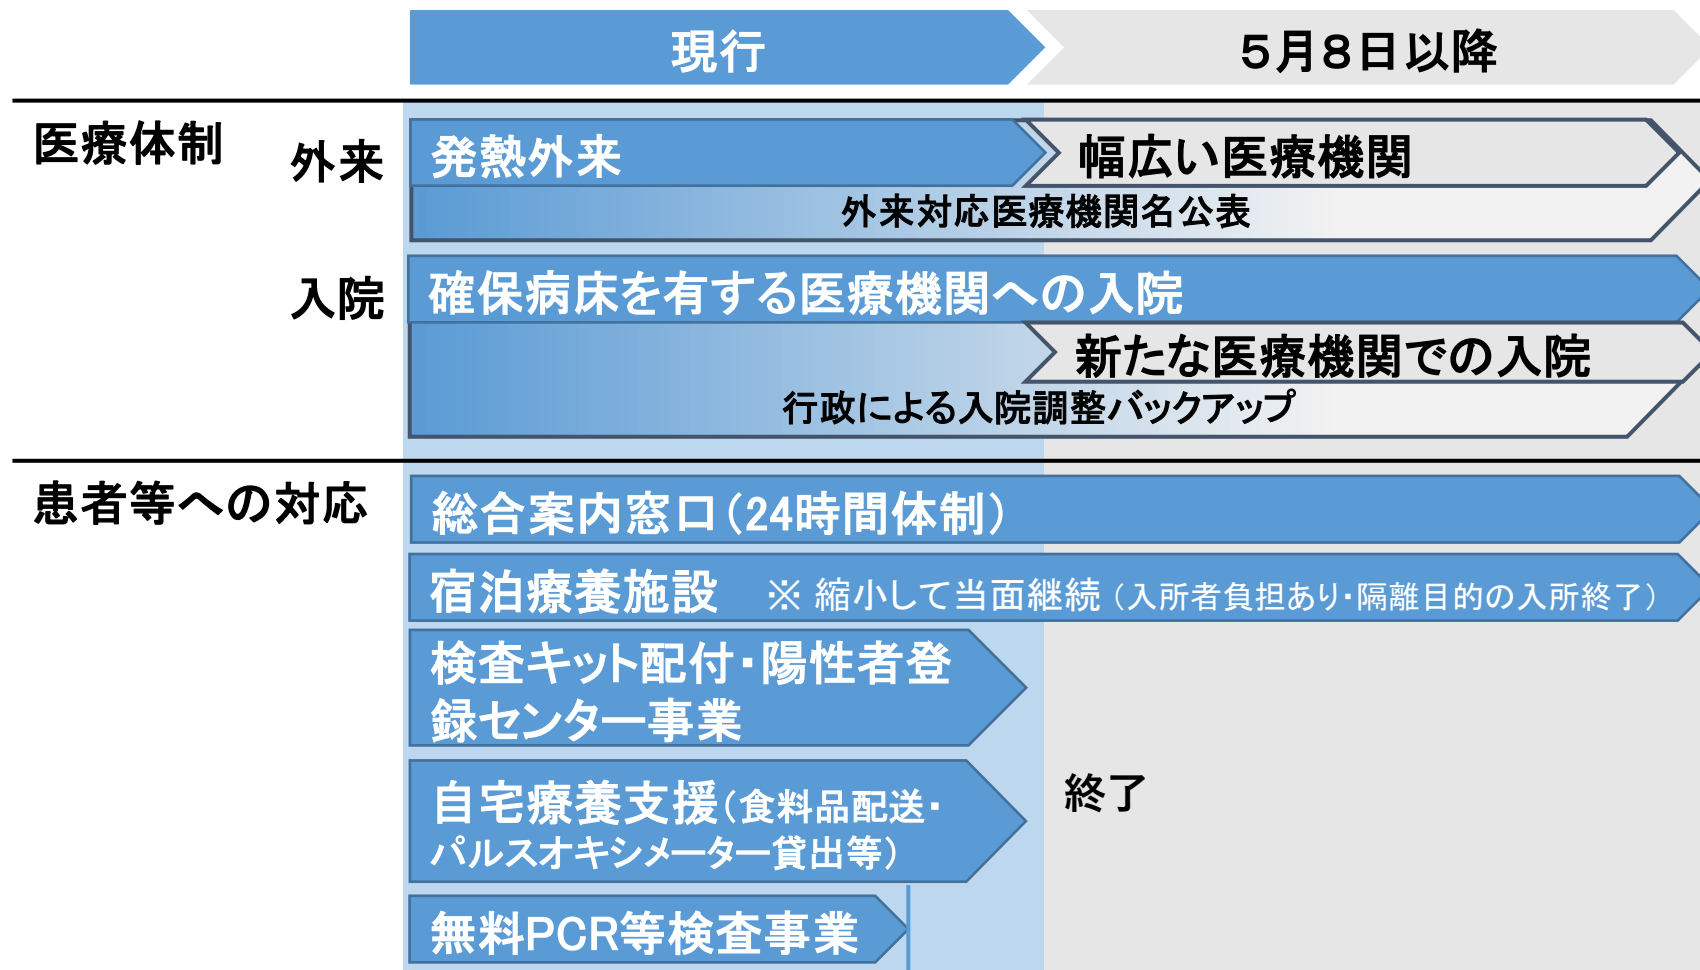 現行
５月８日以降
医療体制
外来
発熱外来
幅広い医療機関
外来対応医療機関名公表
入院
確保病床を有する医療機関への入院
新たな医療機関での入院
行政による入院調整バックアップ
患者等への対応
総合案内窓口（24時間体制）
宿泊療養施設　※ 縮小して当面継続（入所者負担あり・隔離目的の入所終了）
検査キット配付・陽性者登
録センター事業
自宅療養支援（食料品配送・
パルスオキシメーター貸出等）
終了
無料PCR等検査事業